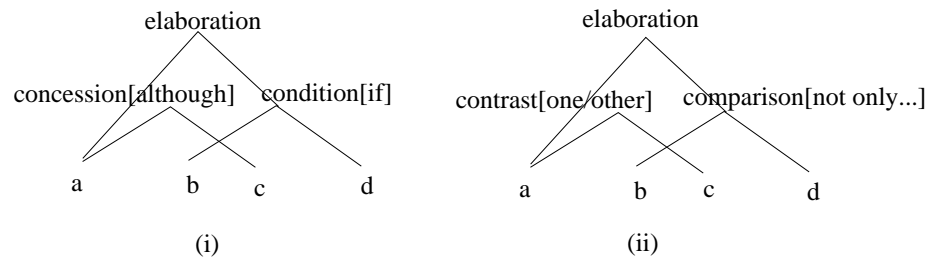 elaboration
elaboration
concession[although]
condition[if]
contrast[one/other]
comparison[not only...]
a
b
c
d
a
b
c
d
(i)
(ii)